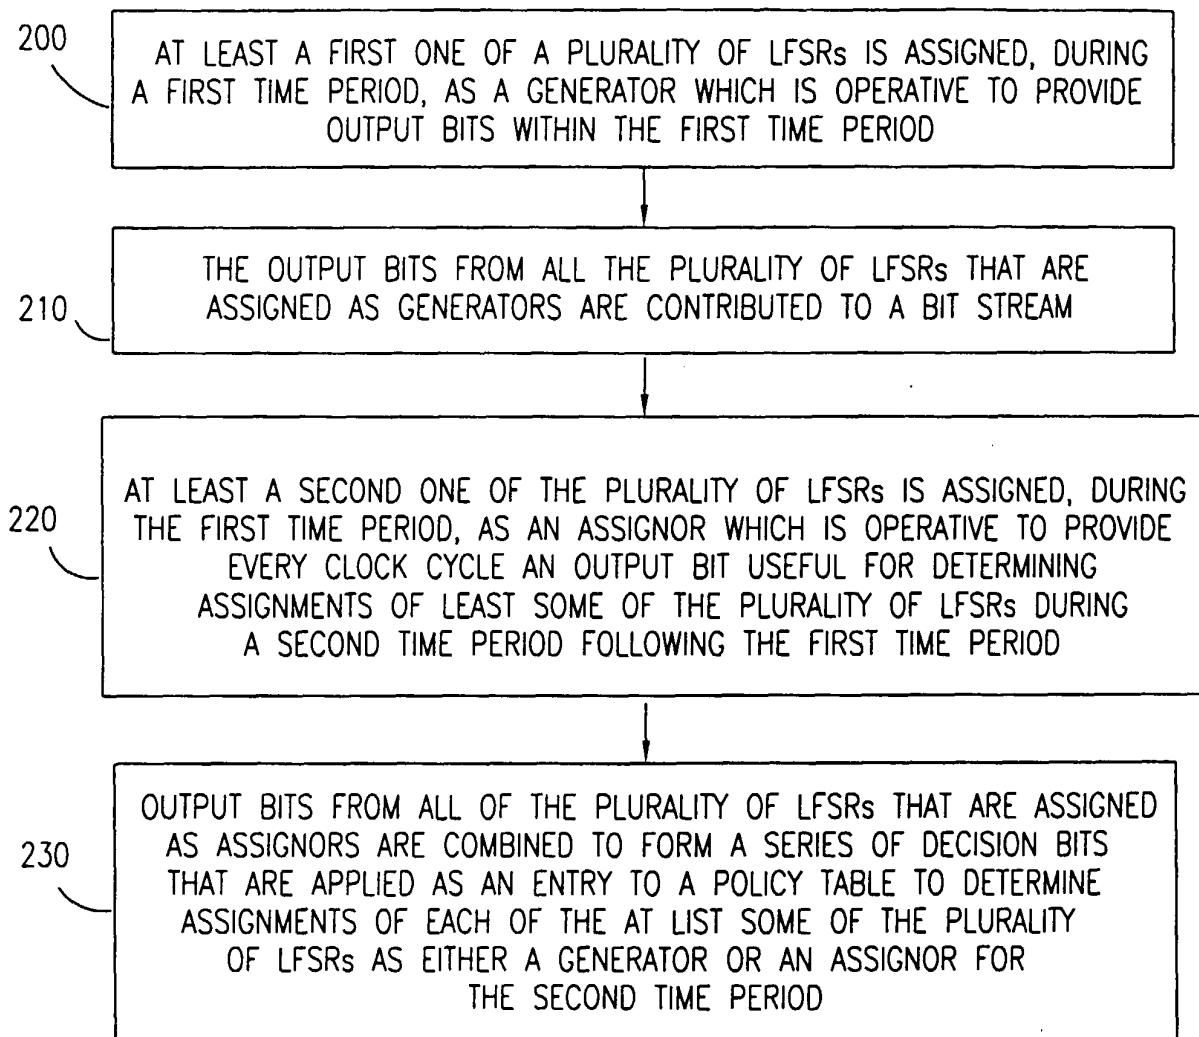 200
AT LEAST A FIRST ONE OF A PLURALITY OF LFSRs IS ASSIGNED, DURING
A FIRST TIME PERIOD, AS A GENERATOR WHICH IS OPERATIVE TO PROVIDE
OUTPUT BITS WITHIN THE FIRST TIME PERIOD
210
THE OUTPUT BITS FROM ALL THE PLURALITY OF LFSRs THAT ARE
ASSIGNED AS GENERATORS ARE CONTRIBUTED TO A BIT STREAM
220
AT LEAST A SECOND ONE OF THE PLURALITY OF LFSRs IS ASSIGNED, DURING
THE FIRST TIME PERIOD, AS AN ASSIGNOR WHICH IS OPERATIVE TO PROVIDE
EVERY CLOCK CYCLE AN OUTPUT BIT USEFUL FOR DETERMINING
ASSIGNMENTS OF LEAST SOME OF THE PLURALITY OF LFSRs DURING
A SECOND TIME PERIOD FOLLOWING THE FIRST TIME PERIOD
230
OUTPUT BITS FROM ALL OF THE PLURALITY OF LFSRs THAT ARE ASSIGNED
AS ASSIGNORS ARE COMBINED TO FORM A SERIES OF DECISION BITS
THAT ARE APPLIED AS AN ENTRY TO A POLICY TABLE TO DETERMINE
ASSIGNMENTS OF EACH OF THE AT LIST SOME OF THE PLURALITY
OF LFSRs AS EITHER A GENERATOR OR AN ASSIGNOR FOR
THE SECOND TIME PERIOD